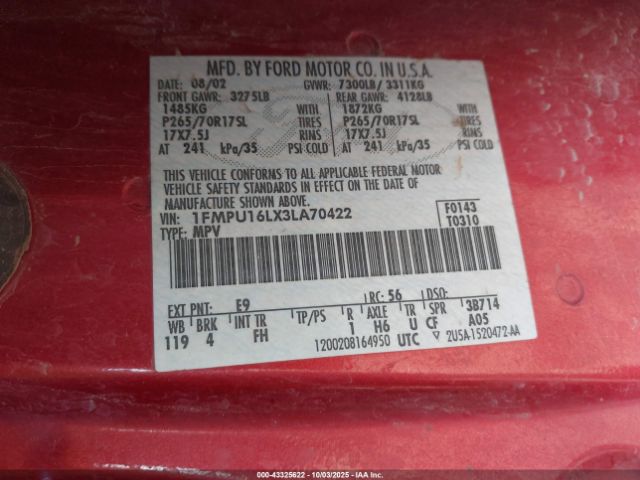 MFD. BY FORD MOTOR CO. IN U.S.A.
DATE: 08/02 GVWR: 7300LB/ 3311KG
FRONT GAWR: 3275LB REAR GAWR: 4128LB
1485KG 1872KG
P265/70R17SL TIRES P265/70R17SL TIRES
17X7.5J RIMS 17X7.5J RIMS
AT 241 kPa/35 PSI COLD AT 241 kPa/35 PSI COLD
THIS VEHICLE CONFORMS TO ALL APPLICABLE FEDERAL MOTOR
VEHICLE SAFETY STANDARDS IN EFFECT ON THE DATE OF
MANUFACTURE SHOWN ABOVE.
VIN: 1FMPU16LX3LA70422 F0143
TYPE: MPV T0310
EXT PNT: E9 RC: 56 DSO:
WB BRK INT TR TP/PS R AXLE TR SPR 3B714
119 4 FH 1 H6 U CF A05
1200208164950 UTC ▽ 2U5A-1520472-AA
Stock No: 43325622 | 10/03/2025 | © Copyright IAA, LLC